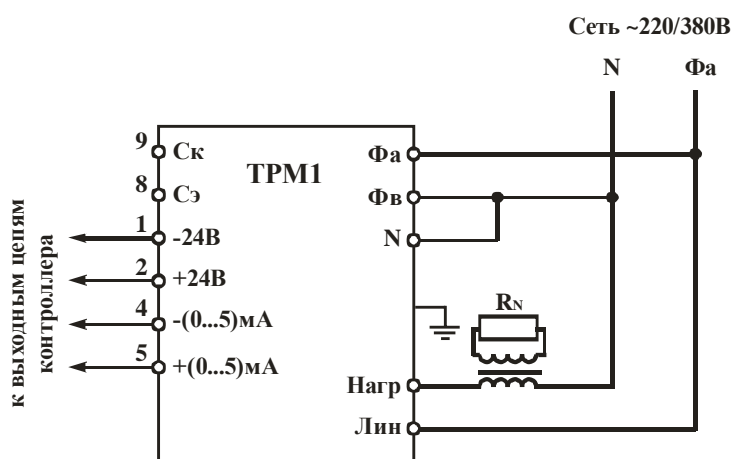 Сеть ~220/380В
N Фа
9 Ск
ТРМ1
Фа
8 Сэ
Фв
1 -24В
N
2 +24В
4 -(0...5)мА
RN
5 +(0...5)мА
Нагр
Лин
к выходным цепям
контроллера